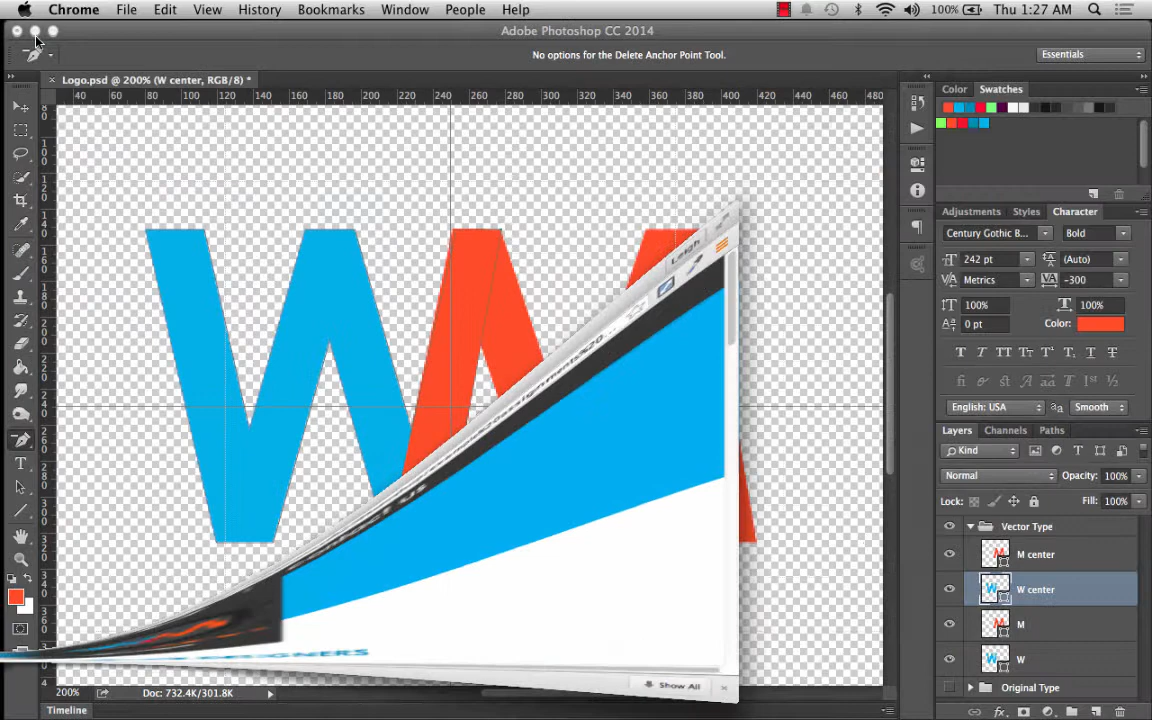 Chrome File Edit View History Bookmarks Window People Help 100% Thu 1:27 AM
Adobe Photoshop CC 2014
No options for the Delete Anchor Point Tool.
Essentials
× Logo.psd @ 200% (W center, RGB/8) *
40 60 80 100 120 140 160 180 200 220 240 260 280 300 320 340 360 380 400 420 440 460 480
Color Swatches
Adjustments Styles Character
Century Gothic B... Bold
242 pt (Auto)
Metrics -300
100% 100%
0 pt Color:
English: USA Smooth
Layers Channels Paths
Kind
Normal Opacity: 100%
Lock: Fill: 100%
Vector Type
M center
W center
M
W
Original Type
W
Leigh
DESIGNERS
Show All
200% Doc: 732.4K/301.8K
Timeline